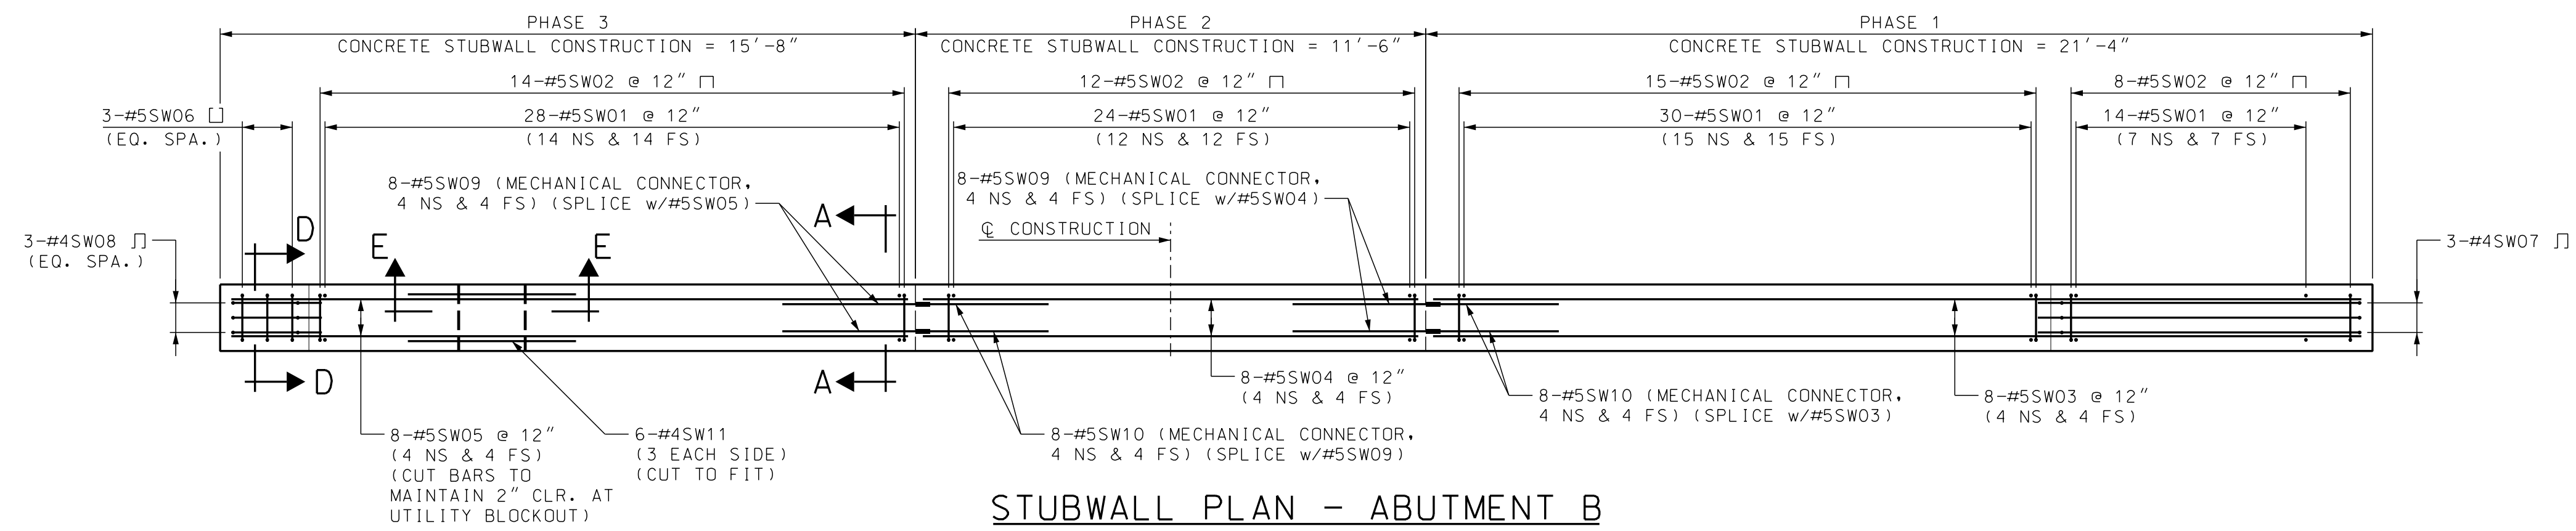 PHASE 3
CONCRETE STUBWALL CONSTRUCTION = 15'-8"
PHASE 2
CONCRETE STUBWALL CONSTRUCTION = 11'-6"
PHASE 1
CONCRETE STUBWALL CONSTRUCTION = 21'-4"
14-#5SW02 @ 12"
12-#5SW02 @ 12"
15-#5SW02 @ 12"
8-#5SW02 @ 12"
3-#5SW06
(EQ. SPA.)
28-#5SW01 @ 12"
(14 NS & 14 FS)
24-#5SW01 @ 12"
(12 NS & 12 FS)
30-#5SW01 @ 12"
(15 NS & 15 FS)
14-#5SW01 @ 12"
(7 NS & 7 FS)
8-#5SW09 (MECHANICAL CONNECTOR,
4 NS & 4 FS) (SPLICE w/#5SW05)
8-#5SW09 (MECHANICAL CONNECTOR,
4 NS & 4 FS) (SPLICE w/#5SW04)
A
℄ CONSTRUCTION
3-#4SW08
(EQ. SPA.)
D
E
E
3-#4SW07
D
A
8-#5SW05 @ 12"
(4 NS & 4 FS)
(CUT BARS TO
MAINTAIN 2" CLR. AT
UTILITY BLOCKOUT)
6-#4SW11
(3 EACH SIDE)
(CUT TO FIT)
8-#5SW10 (MECHANICAL CONNECTOR,
4 NS & 4 FS) (SPLICE w/#5SW09)
8-#5SW04 @ 12"
(4 NS & 4 FS)
8-#5SW10 (MECHANICAL CONNECTOR,
4 NS & 4 FS) (SPLICE w/#5SW03)
8-#5SW03 @ 12"
(4 NS & 4 FS)
STUBWALL PLAN - ABUTMENT B